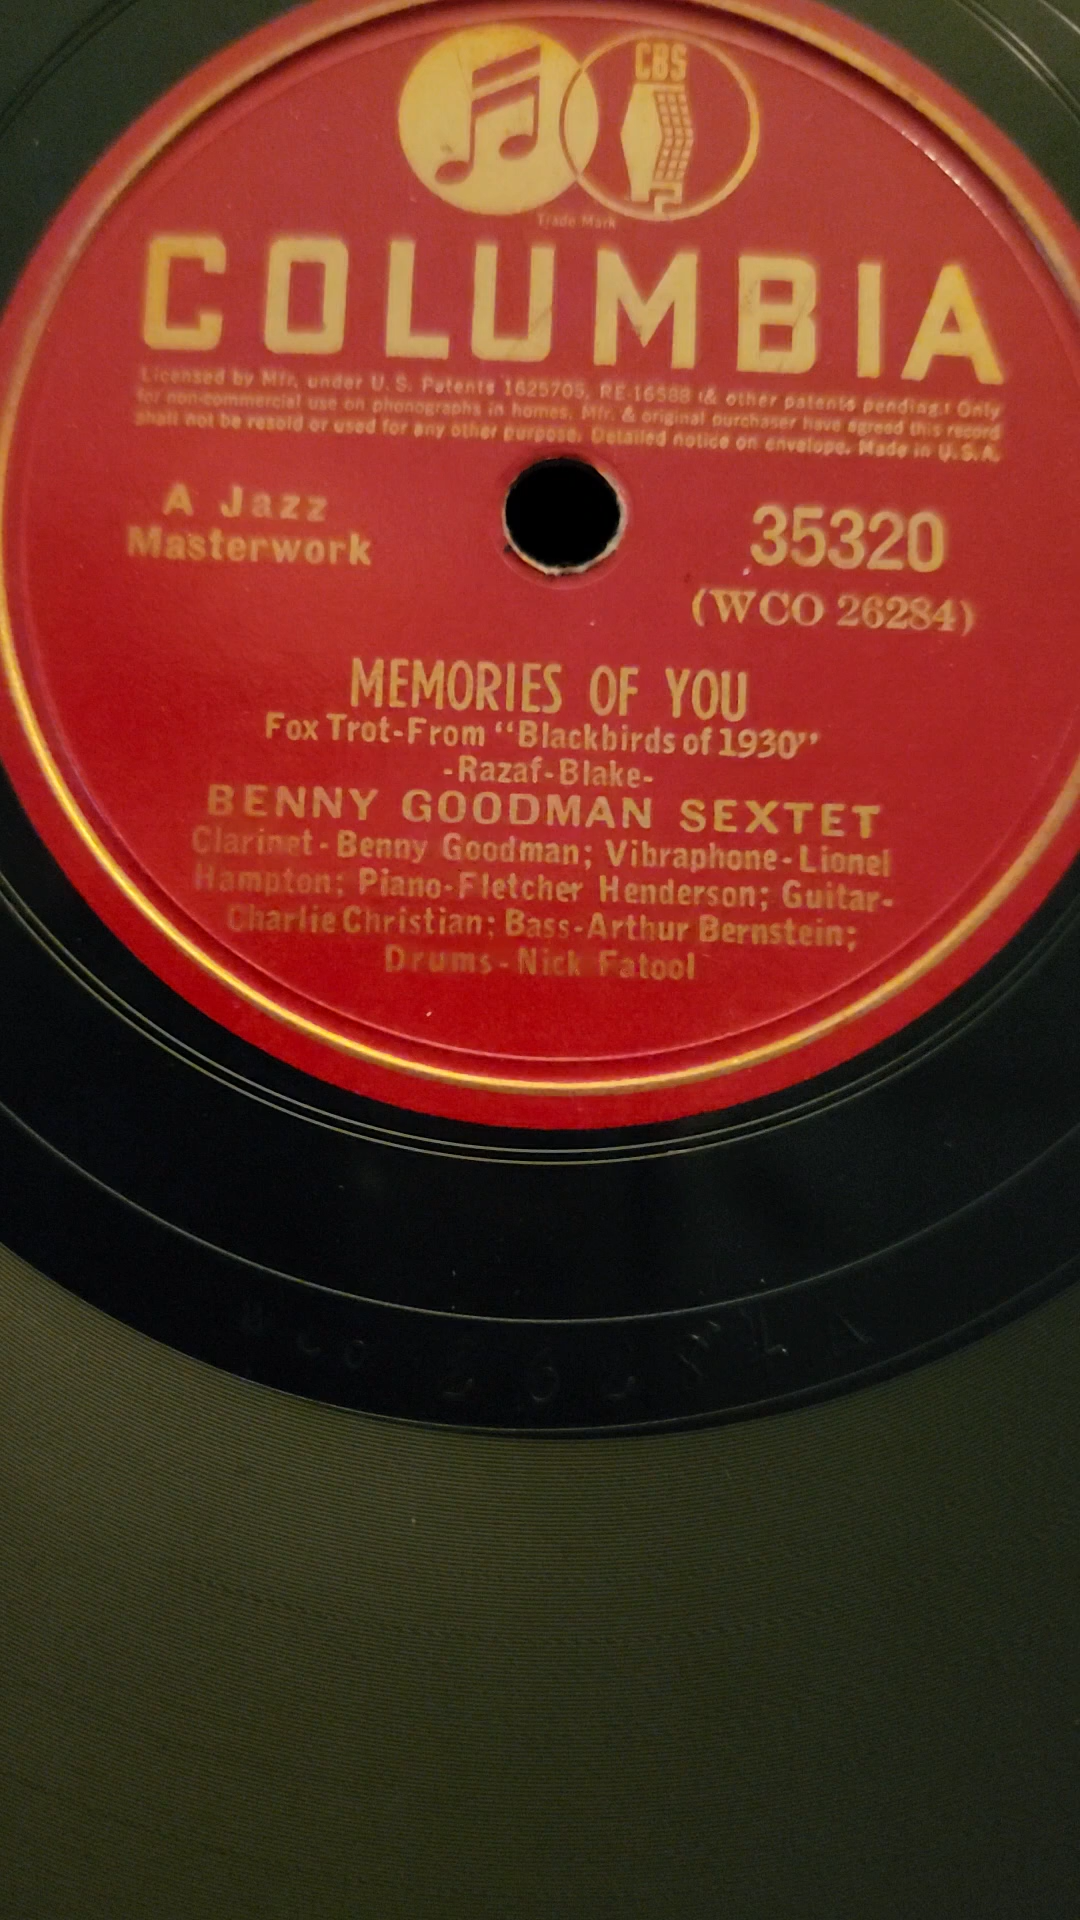 CBS
Trade Mark
COLUMBIA
Licensed by Mfr. under U. S. Patents 1625705, RE-16588 (& other patents pending.) Only
for non-commercial use on phonographs in homes. Mfr. & original purchaser have agreed this record
shall not be resold or used for any other purpose. Detailed notice on envelope. Made in U.S.A.
A Jazz
Masterwork
35320
(WCO 26284)
MEMORIES OF YOU
Fox Trot-From "Blackbirds of 1930"
-Razaf-Blake-
BENNY GOODMAN SEXTET
Clarinet-Benny Goodman; Vibraphone-Lionel
Hampton; Piano-Fletcher Henderson; Guitar-
Charlie Christian; Bass-Arthur Bernstein;
Drums-Nick Fatool